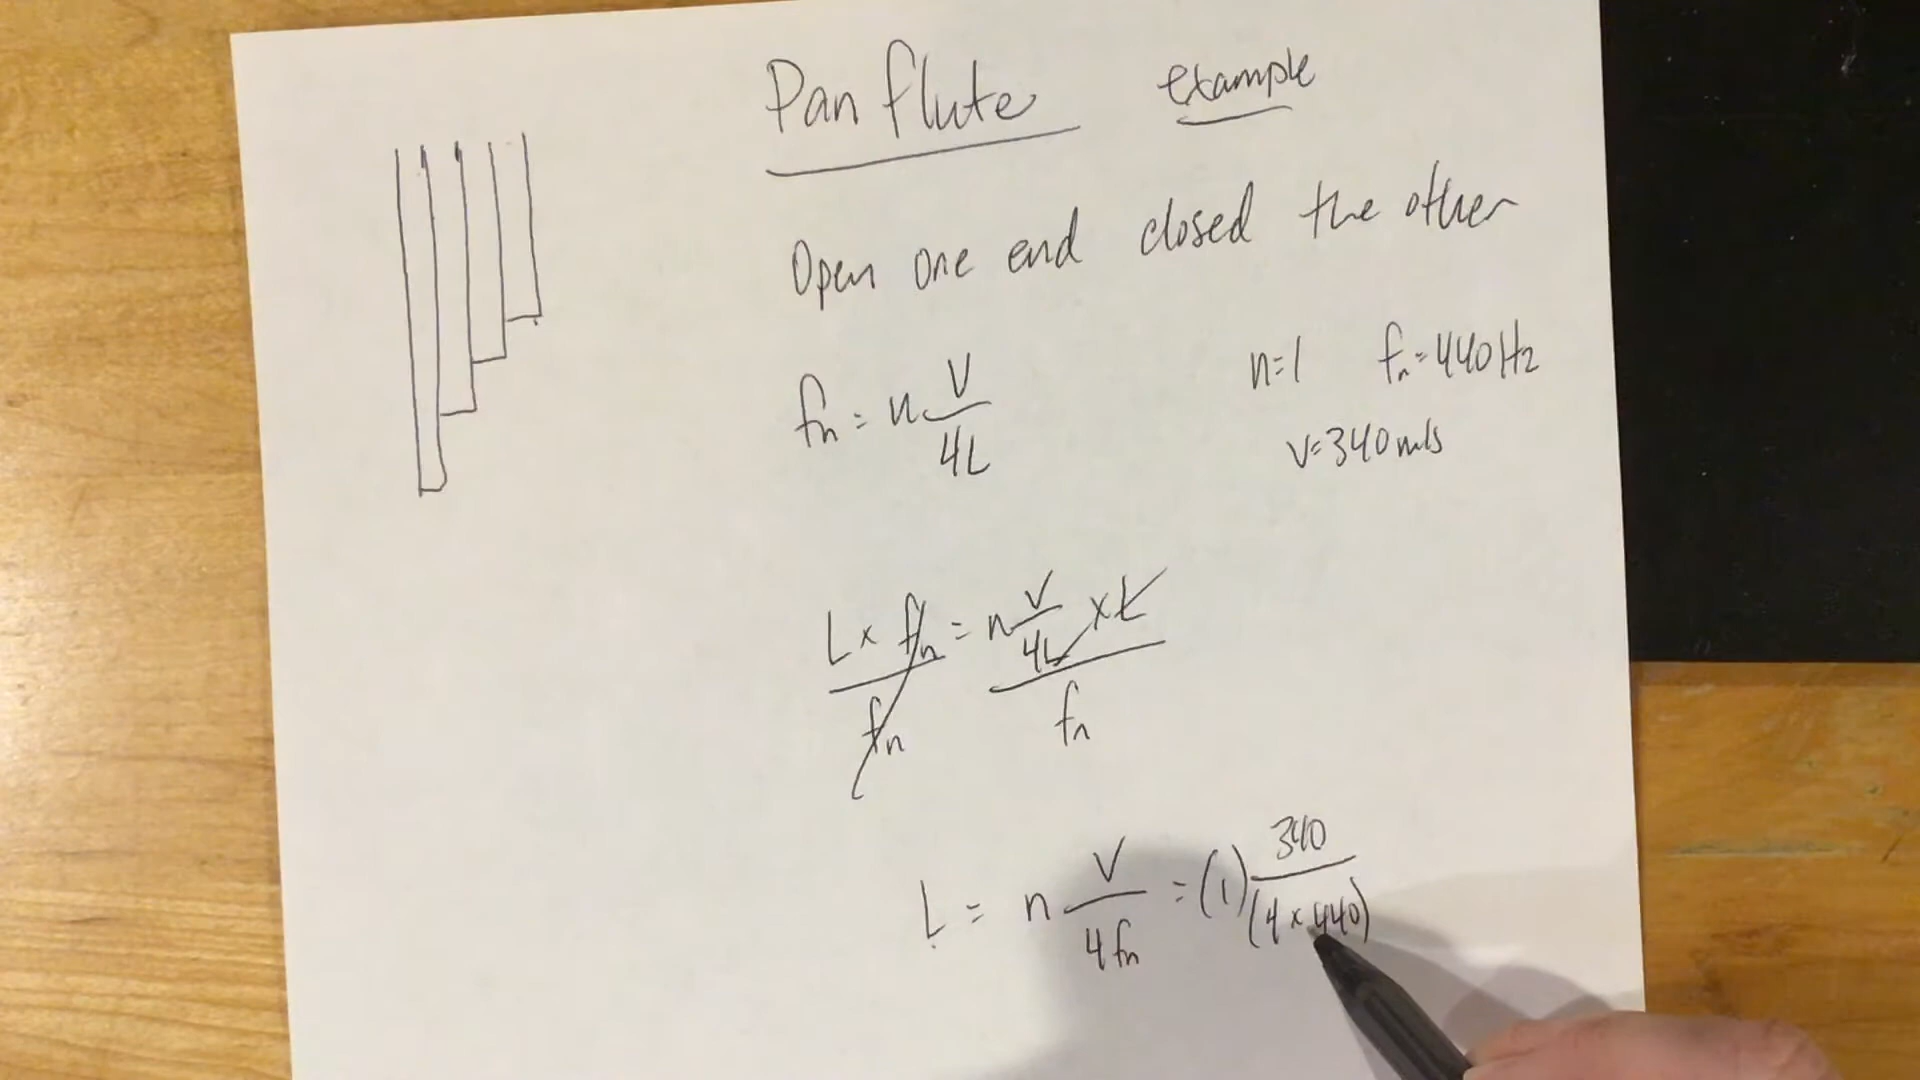 Pan flute example
Open one end closed the other
fn = n V/4L n=1 fn=440Hz
V=340m/s
L x fn/fn = n V/4L x L/fn
L = n V/4fn = (1) 340/(4 x 440)